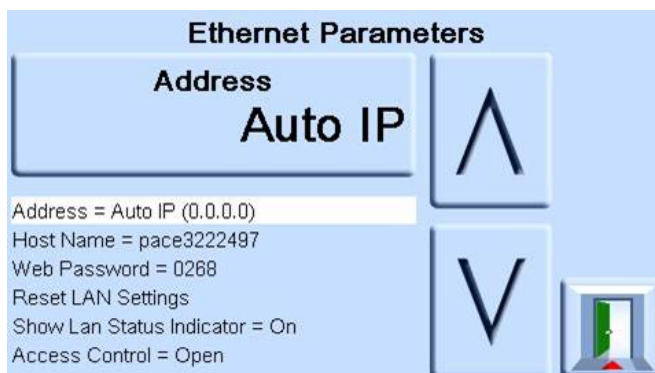 Ethernet Parameters
Address
Auto IP
Address = Auto IP (0.0.0.0)
Host Name = pace3222497
Web Password = 0268
Reset LAN Settings
Show Lan Status Indicator = On
Access Control = Open